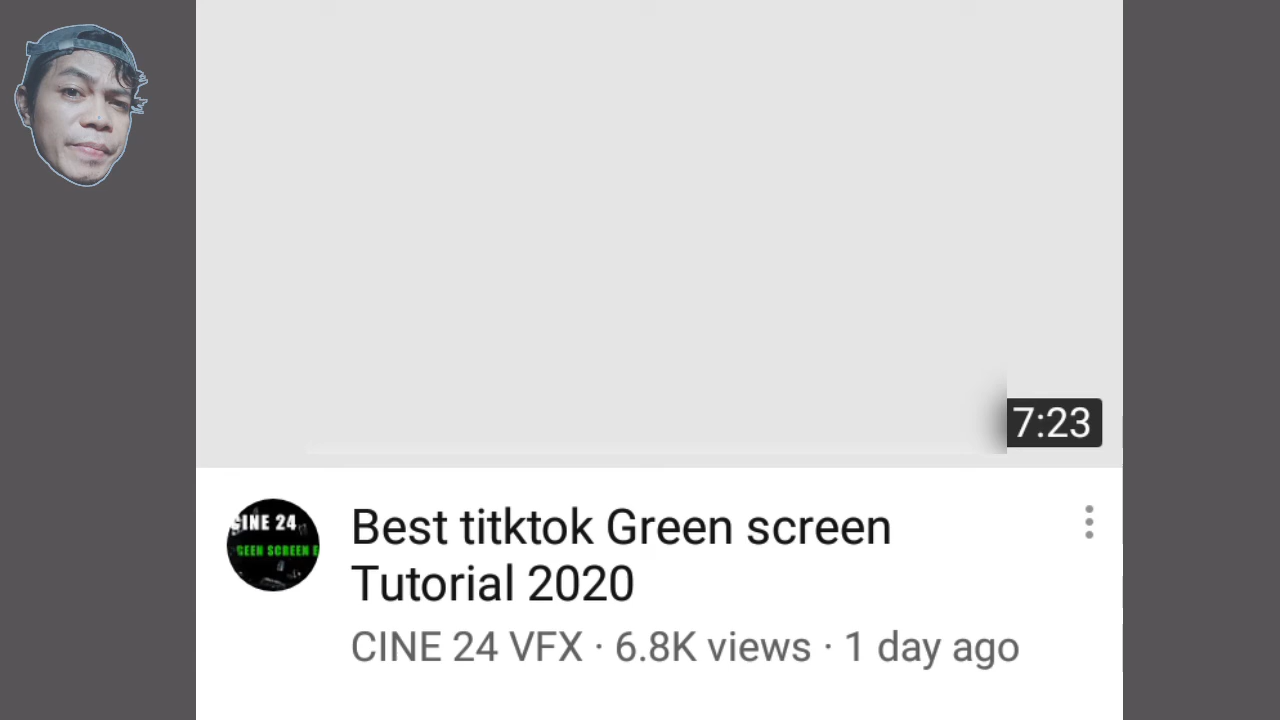 7:23
CINE 24
Best titktok Green screen
Tutorial 2020
CINE 24 VFX · 6.8K views · 1 day ago